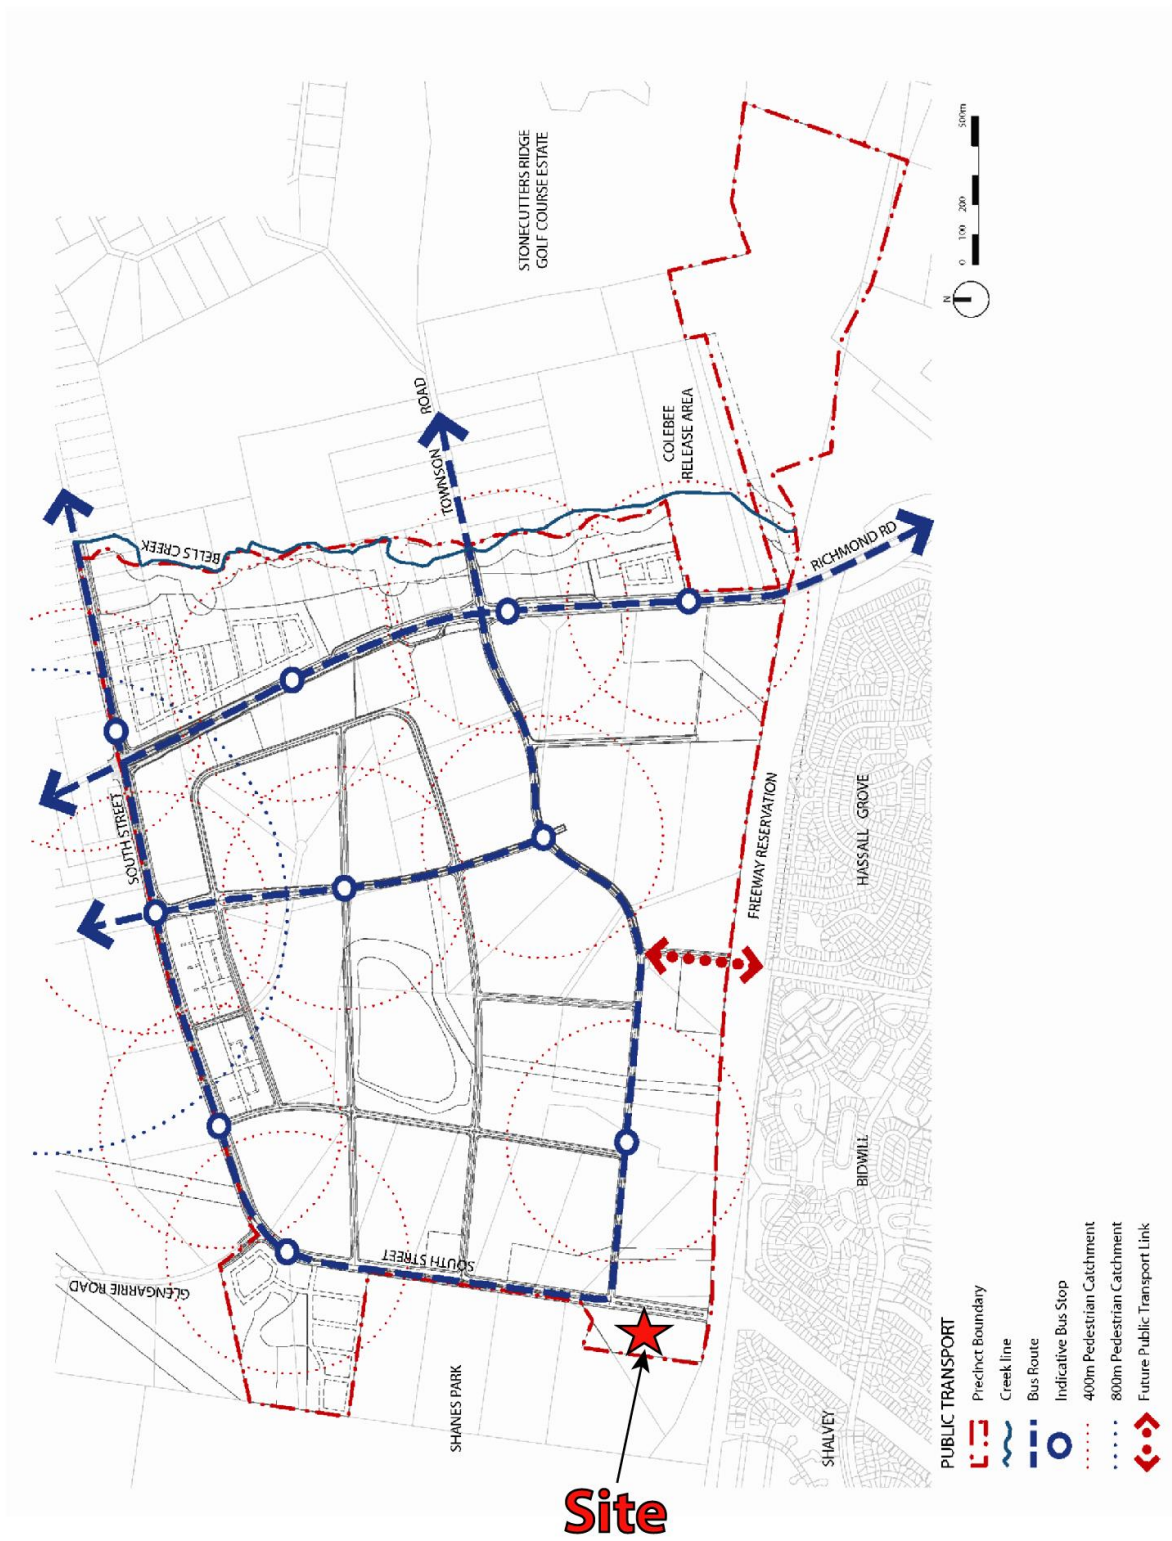 STONECUTTERS RIDGE
GOLF COURSE ESTATE
TOWNSON
ROAD
COLEBEE
RELEASE AREA
BELLS CREEK
RICHMOND RD
SOUTH STREET
FREEWAY RESERVATION
HASSALL GROVE
BIDWILL
SOUTH STREET
GLENGARRIE ROAD
SHANES PARK
SHALVEY
Site
N
0 100 200 500m
PUBLIC TRANSPORT
Precinct Boundary
Creek line
Bus Route
Indicative Bus Stop
400m Pedestrian Catchment
800m Pedestrian Catchment
Future Public Transport Link